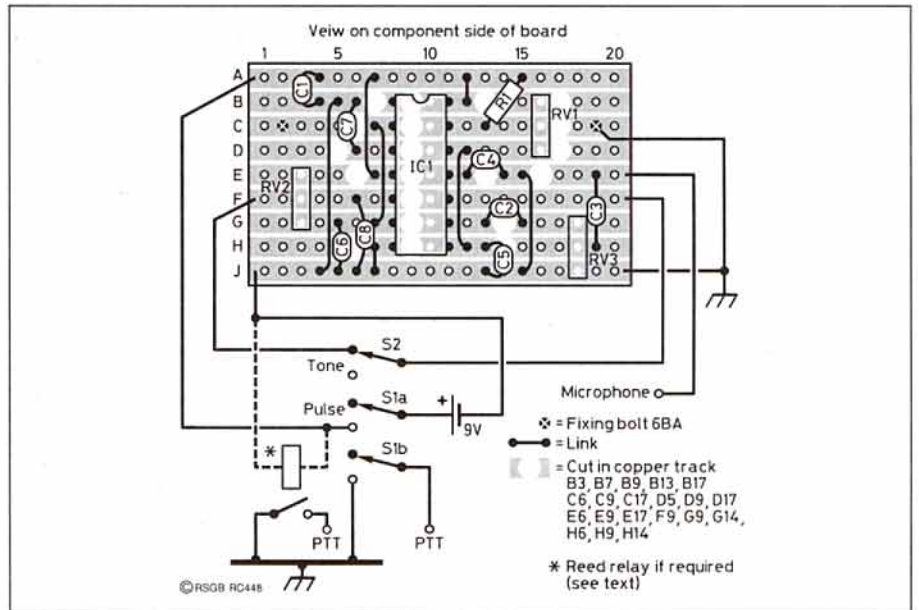 Veiw on component side of board
1 5 10 15 20
A
B
C
D
E
F
G
H
J
C1
C7
IC1
R1
RV1
C4
RV2
C2
C3
C6
C8
C5
RV3
S2
Tone
S1a
Pulse
+
9V
S1b
*
PTT
PTT
Microphone
= Fixing bolt 6BA
= Link
= Cut in copper track
B3, B7, B9, B13, B17
C6, C9, C17, D5, D9, D17
E6, E9, E17, F9, G9, G14,
H6, H9, H14
* Reed relay if required
(see text)
©RSGB RC448